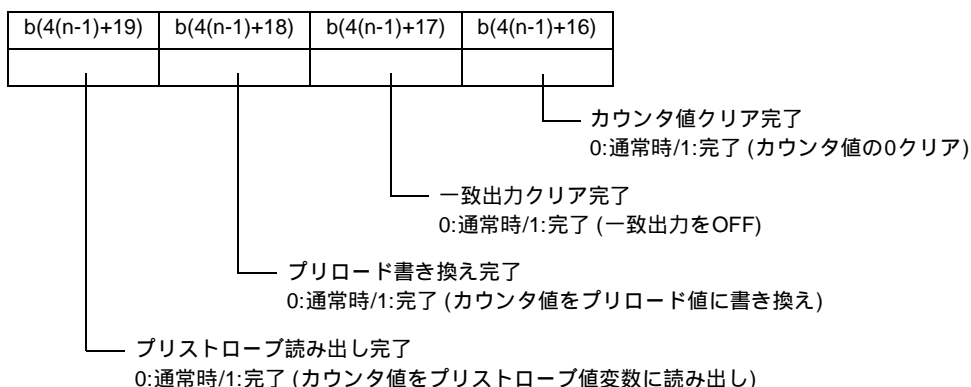 b(4(n-1)+19) b(4(n-1)+18) b(4(n-1)+17) b(4(n-1)+16)
カウンタ値クリア完了
0:通常時/1:完了 (カウンタ値の0クリア)
一致出力クリア完了
0:通常時/1:完了 (一致出力をOFF)
プリロード書き換え完了
0:通常時/1:完了 (カウンタ値をプリロード値に書き換え)
プリストローブ読み出し完了
0:通常時/1:完了 (カウンタ値をプリストローブ値変数に読み出し)